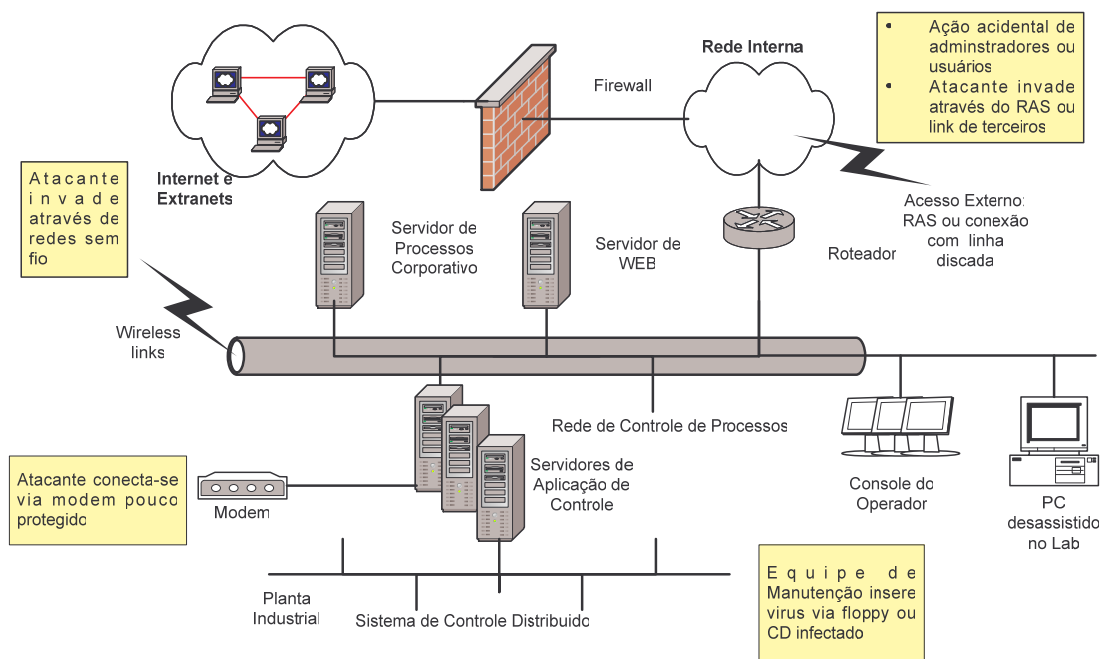 Rede Interna
Firewall
• Ação acidental de
adminstradores ou
usuários
• Atacante invade
através do RAS ou
link de terceiros
Internet e
Extranets
Atacante
invade
através de
redes sem
fio
Servidor de
Processos
Corporativo
Servidor de
WEB
Roteador
Acesso Externo:
RAS ou conexão
com linha
discada
Wireless
links
Rede de Controle de Processos
Servidores de
Aplicação de
Controle
Console do
Operador
PC
desassistido
no Lab
Atacante conecta-se
via modem pouco
protegido
Modem
Planta
Industrial
Sistema de Controle Distribuido
Equipe de
Manutenção insere
virus via floppy ou
CD infectado